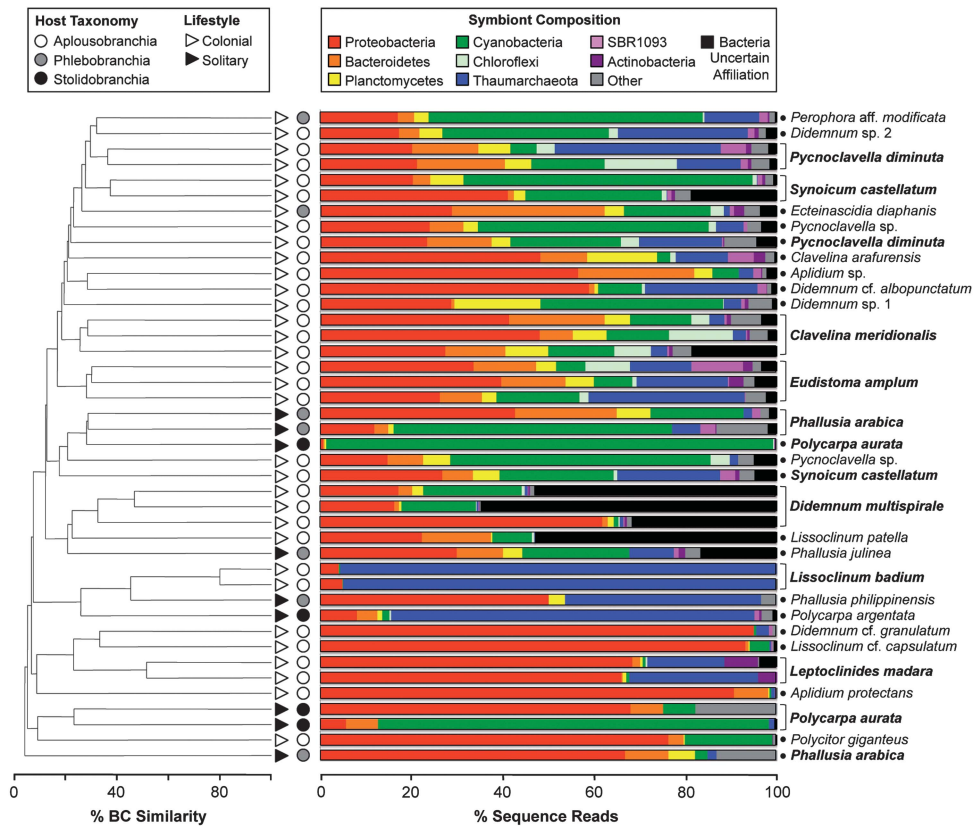 Host Taxonomy
Lifestyle
Aplousobranchia
Colonial
Phlebobranchia
Solitary
Stolidobranchia
Symbiont Composition
Proteobacteria
Cyanobacteria
SBR1093
Bacteria
Bacteroidetes
Chloroflexi
Actinobacteria
Uncertain
Planctomycetes
Thaumarchaeota
Other
Affiliation
Perophora aff. modificata
Didemnum sp. 2
Pycnoclavella diminuta
Synoicum castellatum
Ecteinascidia diaphanis
Pycnoclavella sp.
Pycnoclavella diminuta
Clavelina arafurensis
Aplidium sp.
Didemnum cf. albopunctatum
Didemnum sp. 1
Clavelina meridionalis
Eudistoma amplum
Phallusia arabica
Polycarpa aurata
Pycnoclavella sp.
Synoicum castellatum
Didemnum multispirale
Lissoclinum patella
Phallusia julinea
Lissoclinum badium
Phallusia philippinensis
Polycarpa argentata
Didemnum cf. granulatum
Lissoclinum cf. capsulatum
Leptoclinides madara
Aplidium protectans
Polycarpa aurata
Polycitor giganteus
Phallusia arabica
0 20 40 60 80
0 20 40 60 80 100
% BC Similarity
% Sequence Reads